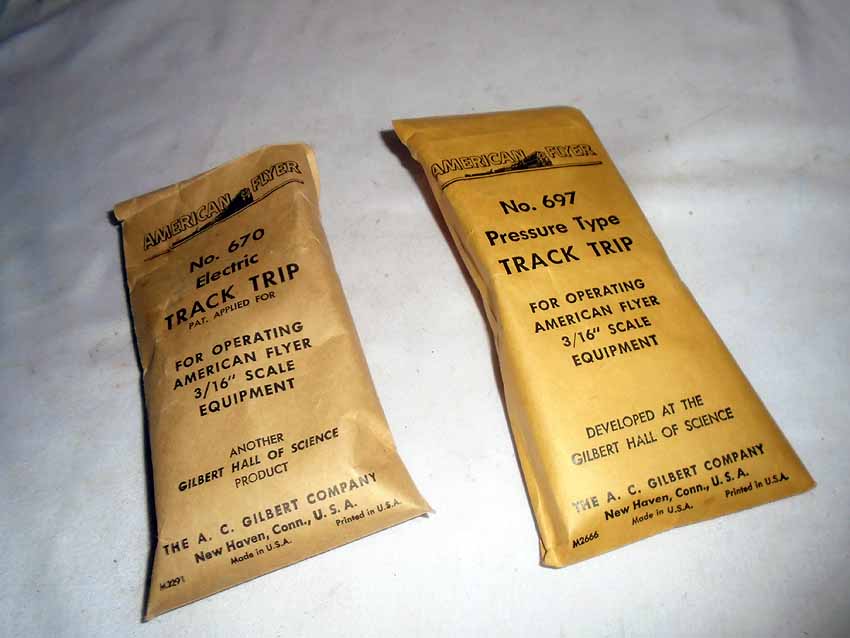 AMERICAN FLYER
No. 670
Electric
TRACK TRIP
PAT. APPLIED FOR
FOR OPERATING
AMERICAN FLYER
3/16" SCALE
EQUIPMENT
ANOTHER
GILBERT HALL OF SCIENCE
PRODUCT
THE A. C. GILBERT COMPANY
New Haven, Conn., U. S. A.
Made in U.S.A.
Printed in U.S.A.
M3291
AMERICAN FLYER
No. 697
Pressure Type
TRACK TRIP
FOR OPERATING
AMERICAN FLYER
3/16" SCALE
EQUIPMENT
DEVELOPED AT THE
GILBERT HALL OF SCIENCE
THE A. C. GILBERT COMPANY
New Haven, Conn., U. S. A.
Made in U.S.A.
Printed in U.S.A.
M2666